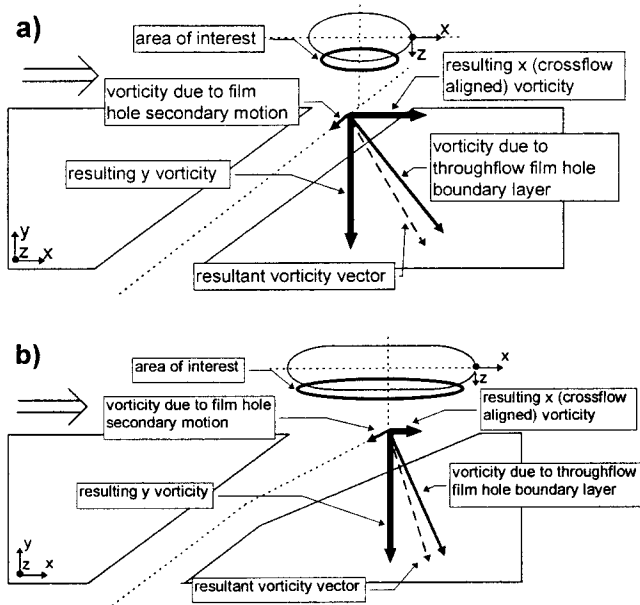 a)
x
area of interest
z
resulting x (crossflow
aligned) vorticity
vorticity due to film
hole secondary motion
vorticity due to
throughflow film hole
boundary layer
resulting y vorticity
y
z
x
resultant vorticity vector
b)
x
area of interest
z
vorticity due to film hole
secondary motion
resulting x (crossflow
aligned) vorticity
resulting y vorticity
vorticity due to throughflow
film hole boundary layer
y
z
x
resultant vorticity vector